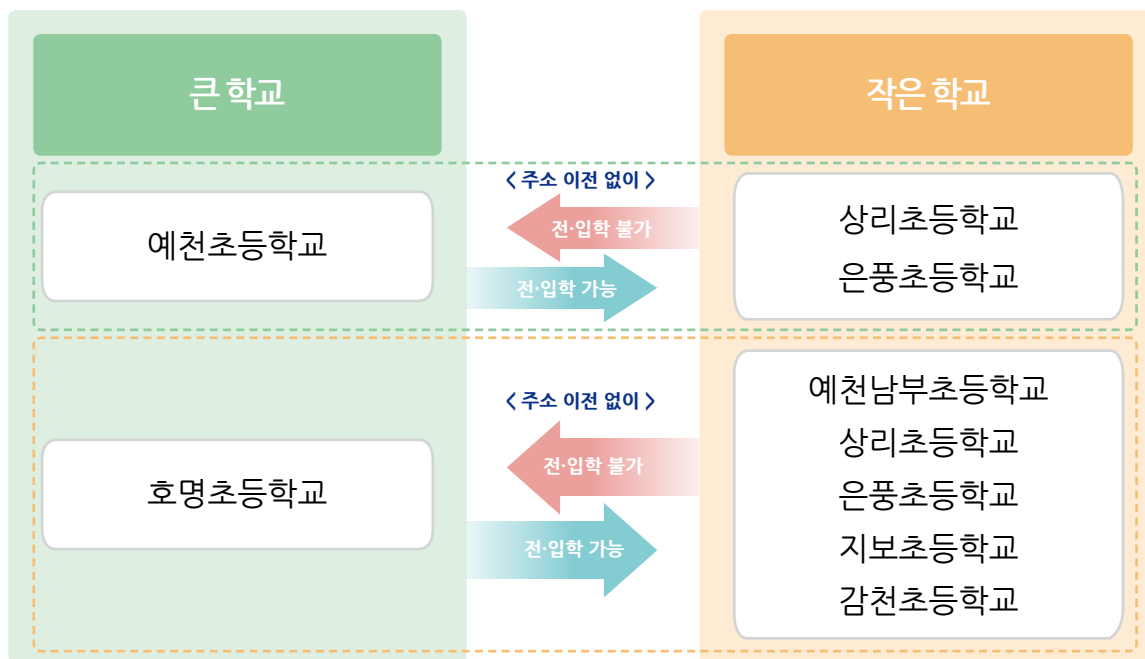 큰 학교
작은 학교
예천초등학교
< 주소 이전 없이 >
전·입학 불가
전·입학 가능
상리초등학교
은풍초등학교
호명초등학교
< 주소 이전 없이 >
전·입학 불가
전·입학 가능
예천남부초등학교
상리초등학교
은풍초등학교
지보초등학교
감천초등학교